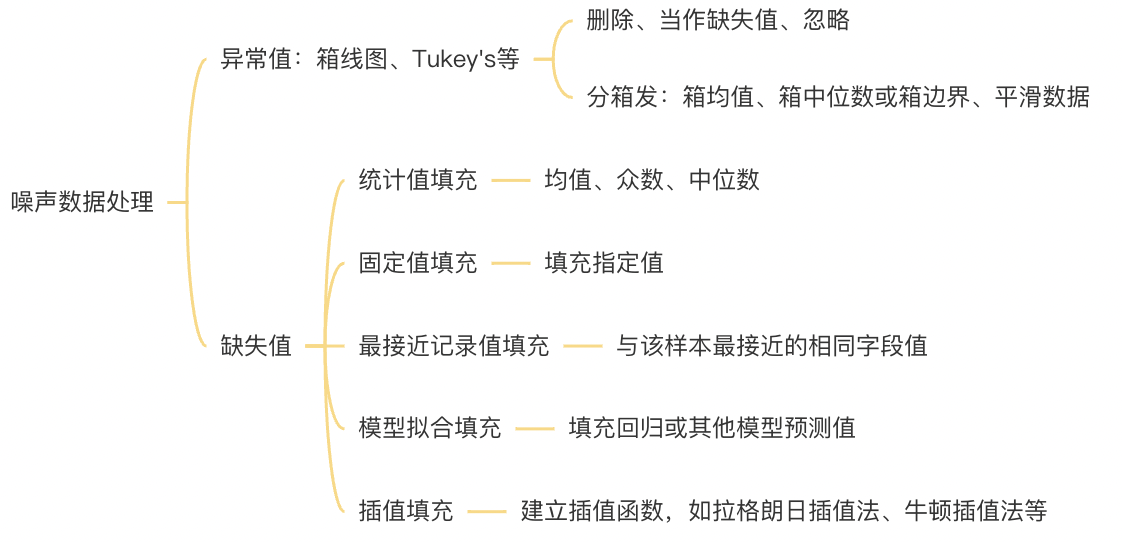 噪声数据处理
异常值：箱线图、Tukey's等
删除、当作缺失值、忽略
分箱发：箱均值、箱中位数或箱边界、平滑数据
缺失值
统计值填充
均值、众数、中位数
固定值填充
填充指定值
最接近记录值填充
与该样本最接近的相同字段值
模型拟合填充
填充回归或其他模型预测值
插值填充
建立插值函数，如拉格朗日插值法、牛顿插值法等